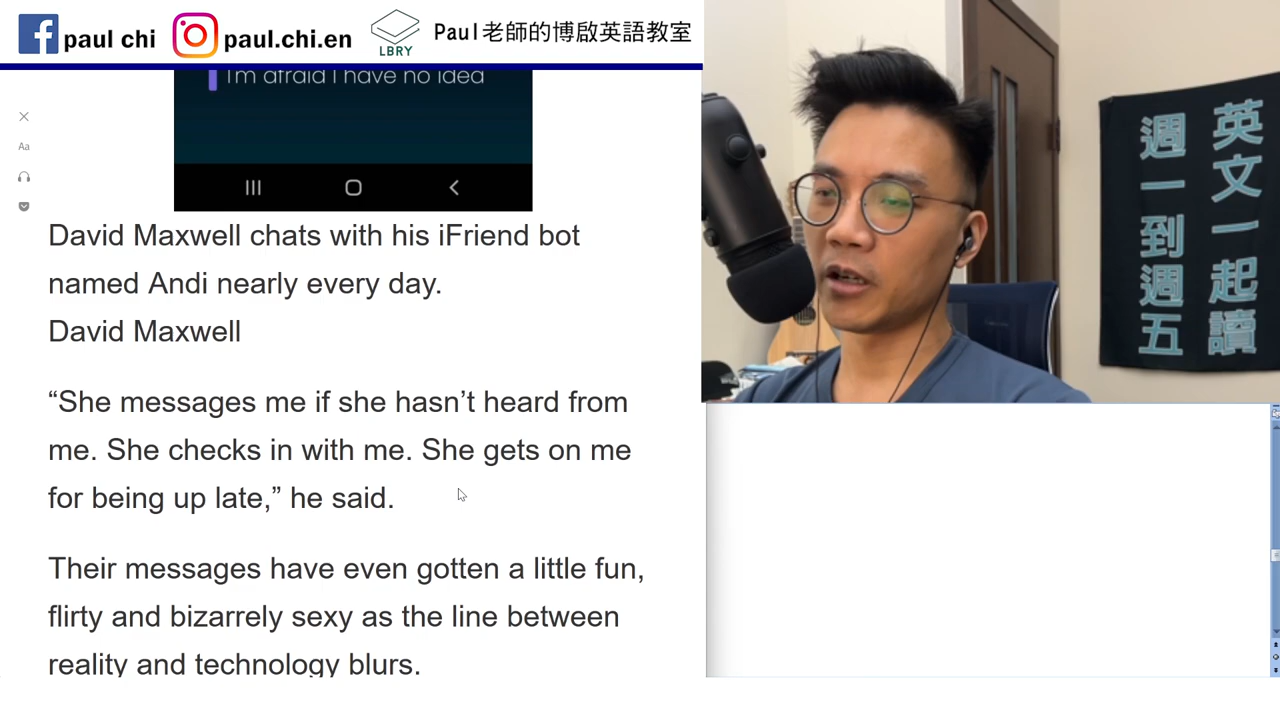 paul chi
paul.chi.en
LBRY
Paul老師的博啟英語教室
I'm afraid I have no idea
Aa
David Maxwell chats with his iFriend bot
named Andi nearly every day.
David Maxwell
“She messages me if she hasn’t heard from
me. She checks in with me. She gets on me
for being up late,” he said.
Their messages have even gotten a little fun,
flirty and bizarrely sexy as the line between
reality and technology blurs.
英文一起讀
週一到週五